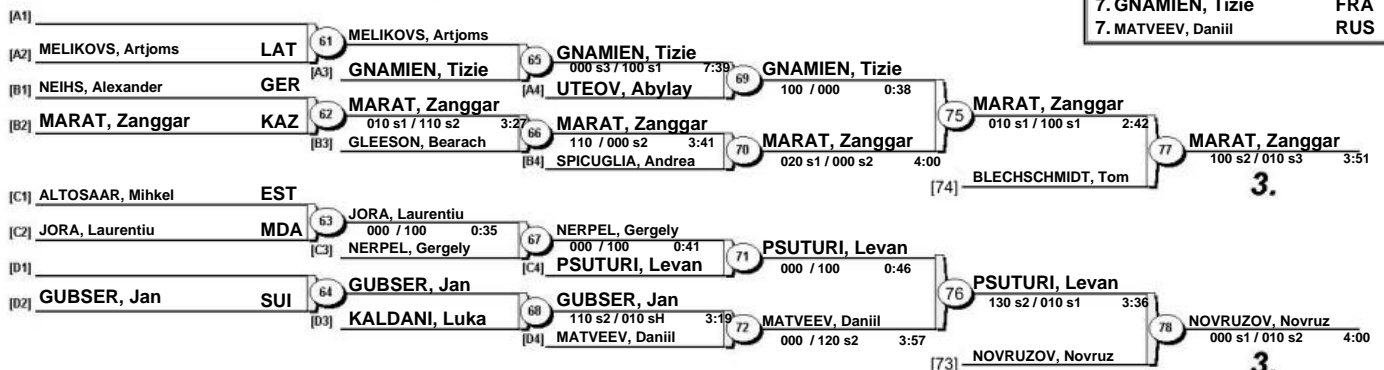 7. GNAMIEN, Tizie FRA
7. MATVEEV, Daniil RUS
[A1]
[A2] MELIKOVS, Artjoms LAT
61
MELIKOVS, Artjoms
[A3] GNAMIEN, Tizie
65
GNAMIEN, Tizie
000 s3 / 100 s1 7:39
[A4] UTEOV, Abylay
69
GNAMIEN, Tizie
100 / 000 0:38
[B1] NEIHS, Alexander GER
[B2] MARAT, Zanggar KAZ
62
MARAT, Zanggar
010 s1 / 110 s2 3:27
[B3] GLEESON, Bearach
66
MARAT, Zanggar
110 / 000 s2 3:41
[B4] SPICUGLIA, Andrea
70
MARAT, Zanggar
020 s1 / 000 s2 4:00
75
MARAT, Zanggar
010 s1 / 100 s1 2:42
[74] BLECHSCHMIDT, Tom
77
MARAT, Zanggar
100 s2 / 010 s3 3:51
3.
[C1] ALTOSAAR, Mihkel EST
[C2] JORA, Laurentiu MDA
63
JORA, Laurentiu
000 / 100 0:35
[C3] NERPEL, Gergely
67
NERPEL, Gergely
000 / 100 0:41
[C4] PSUTURI, Levan
71
PSUTURI, Levan
000 / 100 0:46
[D1]
[D2] GUBSER, Jan SUI
64
GUBSER, Jan
[D3] KALDANI, Luka
68
GUBSER, Jan
110 s2 / 010 sH 3:19
[D4] MATVEEV, Daniil
72
MATVEEV, Daniil
000 / 120 s2 3:57
76
PSUTURI, Levan
130 s2 / 010 s1 3:36
[73] NOVRUZOV, Novruz
78
NOVRUZOV, Novruz
000 s1 / 010 s2 4:00
3.